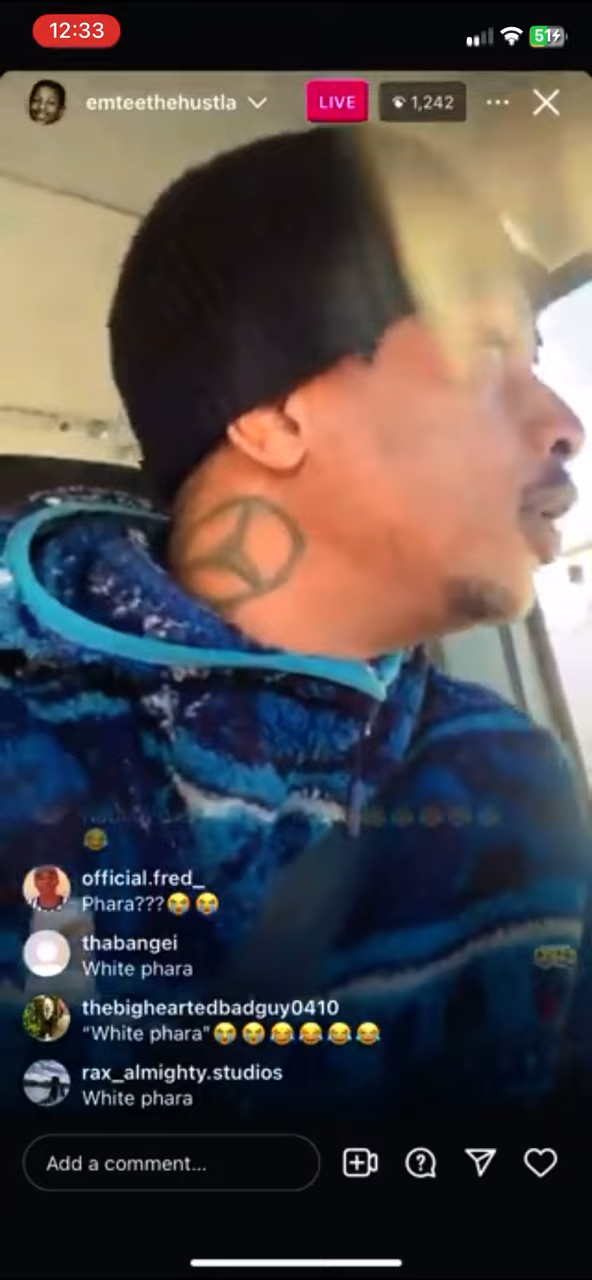 12:33
51
emteethehustla
LIVE
1,242
official.fred_
Phara???😭😭
thabangei
White phara
thebigheartedbadguy0410
"White phara"😭😭😂😂😂😂
rax_almighty.studios
White phara
Add a comment...